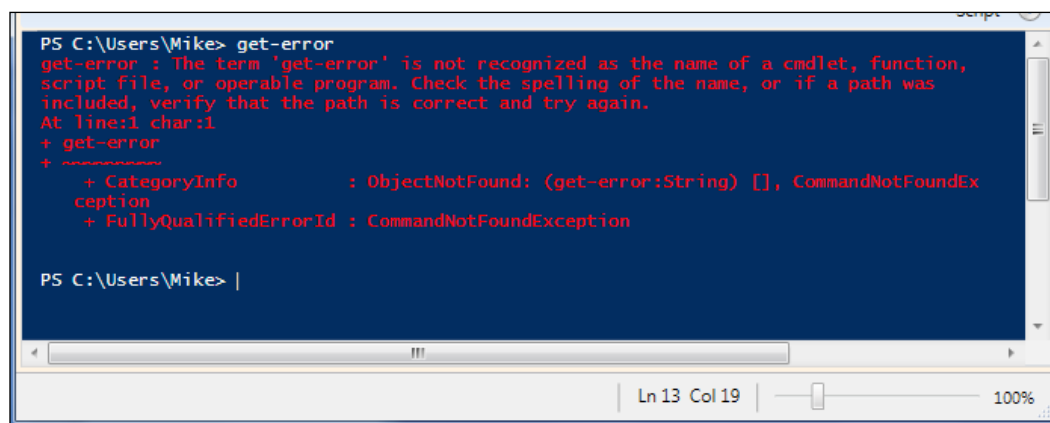 PS C:\Users\Mike> get-error
get-error : The term 'get-error' is not recognized as the name of a cmdlet, function,
script file, or operable program. Check the spelling of the name, or if a path was
included, verify that the path is correct and try again.
At line:1 char:1
+ get-error
+ ~~~~~~~~~
    + CategoryInfo          : ObjectNotFound: (get-error:String) [], CommandNotFoundEx
   ception
    + FullyQualifiedErrorId : CommandNotFoundException
PS C:\Users\Mike>
Ln 13 Col 19
100%